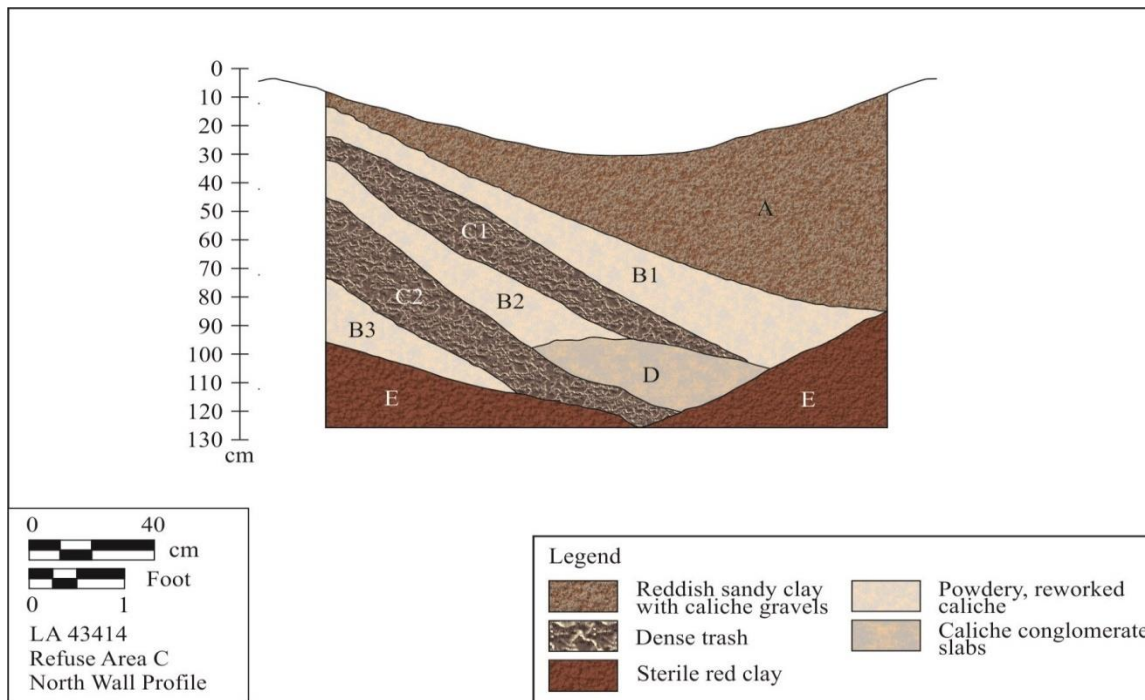 0
10
20
30
40
50
60
70
80
90
100
110
120
130
cm
A
B1
C1
B2
C2
B3
D
E
E
0 40
cm
Foot
0 1
LA 43414
Refuse Area C
North Wall Profile
Legend
Reddish sandy clay
with caliche gravels
Dense trash
Sterile red clay
Powdery, reworked
caliche
Caliche conglomerate
slabs